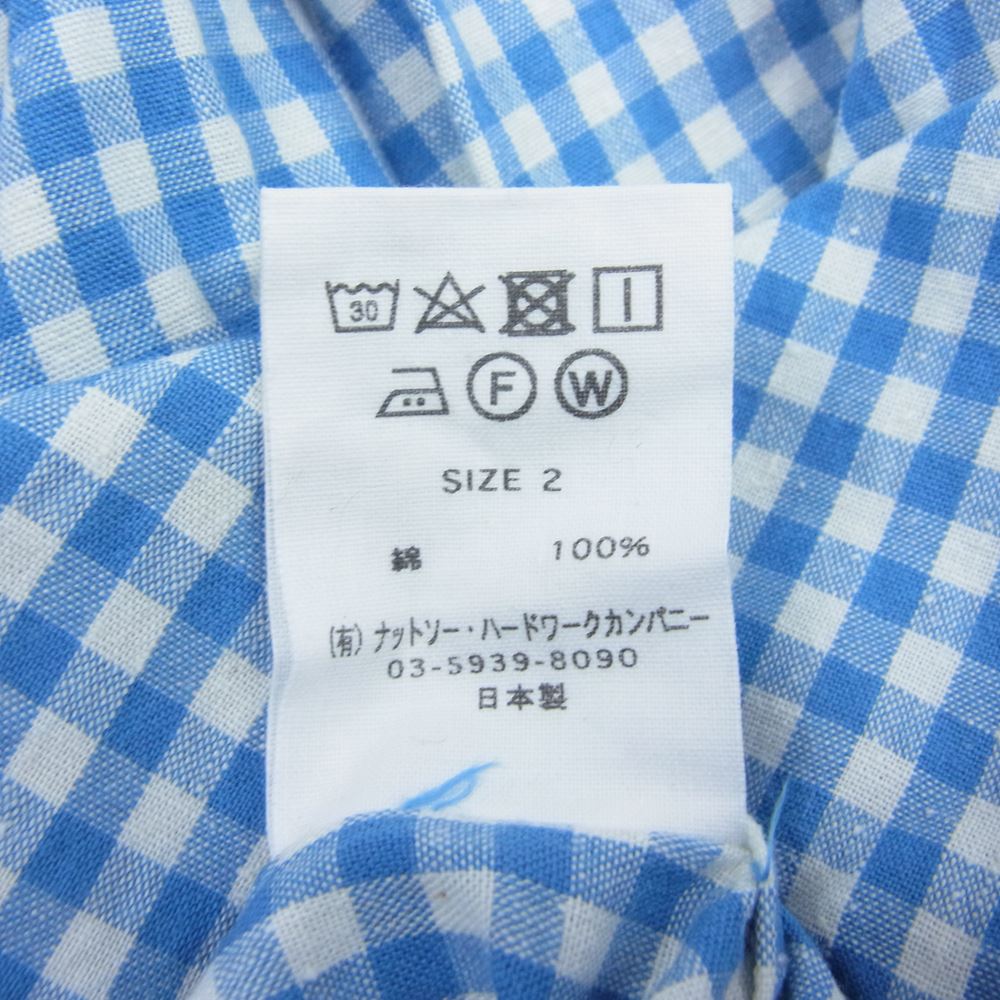 30
F W
SIZE 2
綿 100%
(有) ナットソー・ハードワークカンパニー
03-5939-8090
日本製